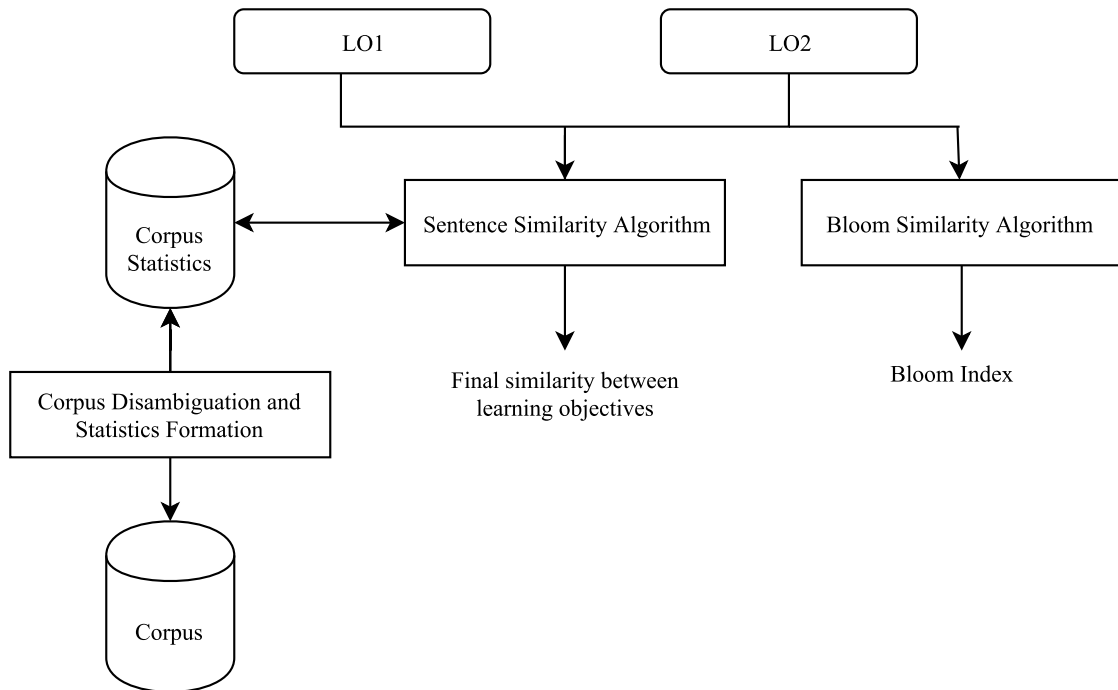 LO1
LO2
Corpus
Statistics
Sentence Similarity Algorithm
Bloom Similarity Algorithm
Final similarity between
learning objectives
Bloom Index
Corpus Disambiguation and
Statistics Formation
Corpus